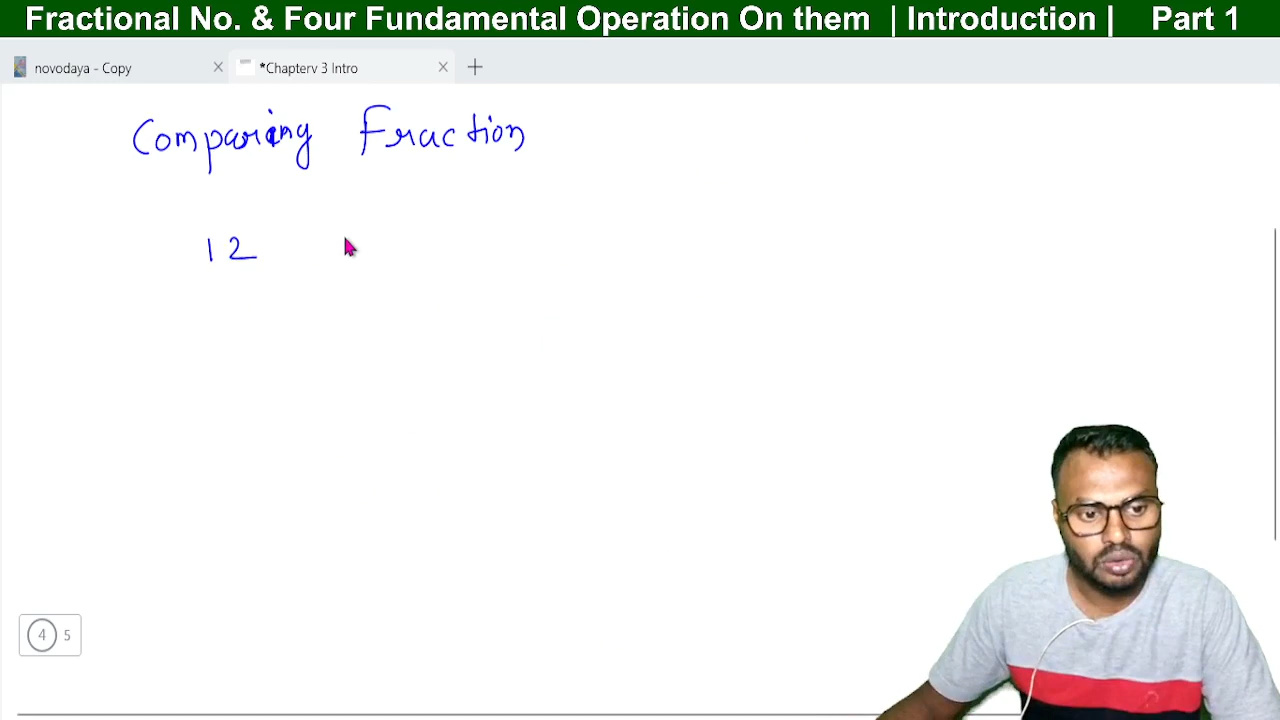 Fractional No. & Four Fundamental Operation On them | Introduction | Part 1
novodaya - Copy *Chapterv 3 Intro
Comparing Fraction
12
4 5